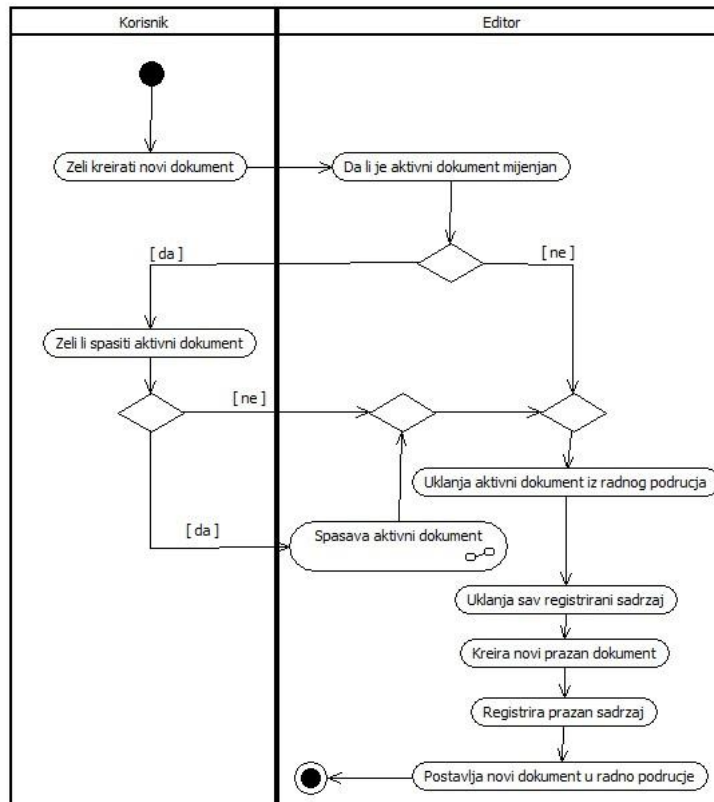 Korisnik
Editor
Zeli kreirati novi dokument
Da li je aktivni dokument mijenjan
[ da ]
[ ne ]
Zeli li spasiti aktivni dokument
[ ne ]
Uklanja aktivni dokument iz radnog podrucja
[ da ]
Spasava aktivni dokument
Uklanja sav registrirani sadrzaj
Kreira novi prazan dokument
Registrira prazan sadrzaj
Postavlja novi dokument u radno podrucje